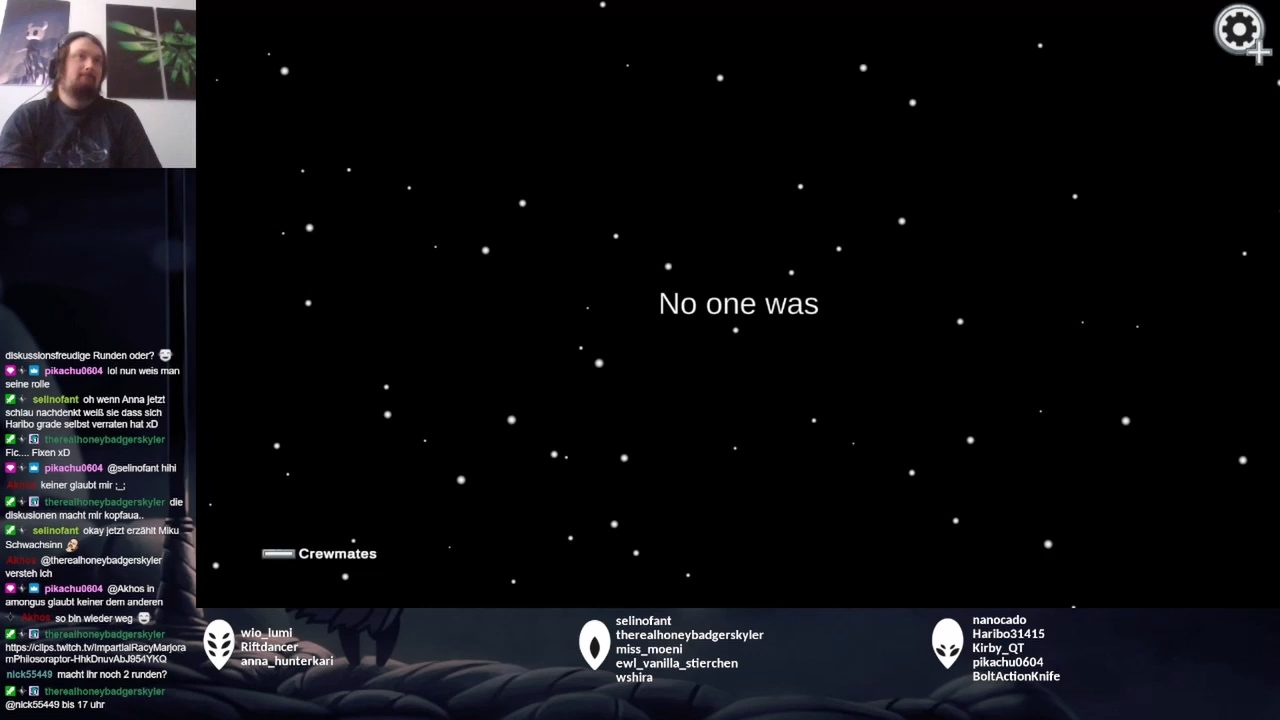 No one was
Crewmates
diskussionsfreudige Runden oder?
pikachu0604 lol nun weis man
seine rolle
selinofant oh wenn Anna jetzt
schlau nachdenkt weiß sie dass sich
Haribo grade selbst verraten hat xD
therealhoneybadgerskyler
Fic.... Fixen xD
pikachu0604 @selinofant hihi
Akhos keiner glaubt mir ;_;
therealhoneybadgerskyler die
diskusionen macht mir kopfaua..
selinofant okay jetzt erzählt Miku
Schwachsinn
Akhos @therealhoneybadgerskyler
versteh ich
pikachu0604 @Akhos in
amongus glaubt keiner dem anderen
Akhos so bin wieder weg
therealhoneybadgerskyler
https://clips.twitch.tv/ImpartialRacyMarjora
mPhilosoraptor-HhkDnuvAbJ954YKQ
nick55449 macht ihr noch 2 runden?
therealhoneybadgerskyler
@nick55449 bis 17 uhr
wio_lumi
Riftdancer
anna_hunterkari
selinofant
therealhoneybadgerskyler
miss_moeni
ewl_vanilla_stierchen
wshira
nanocado
Haribo31415
Kirby_QT
pikachu0604
BoltActionKnife